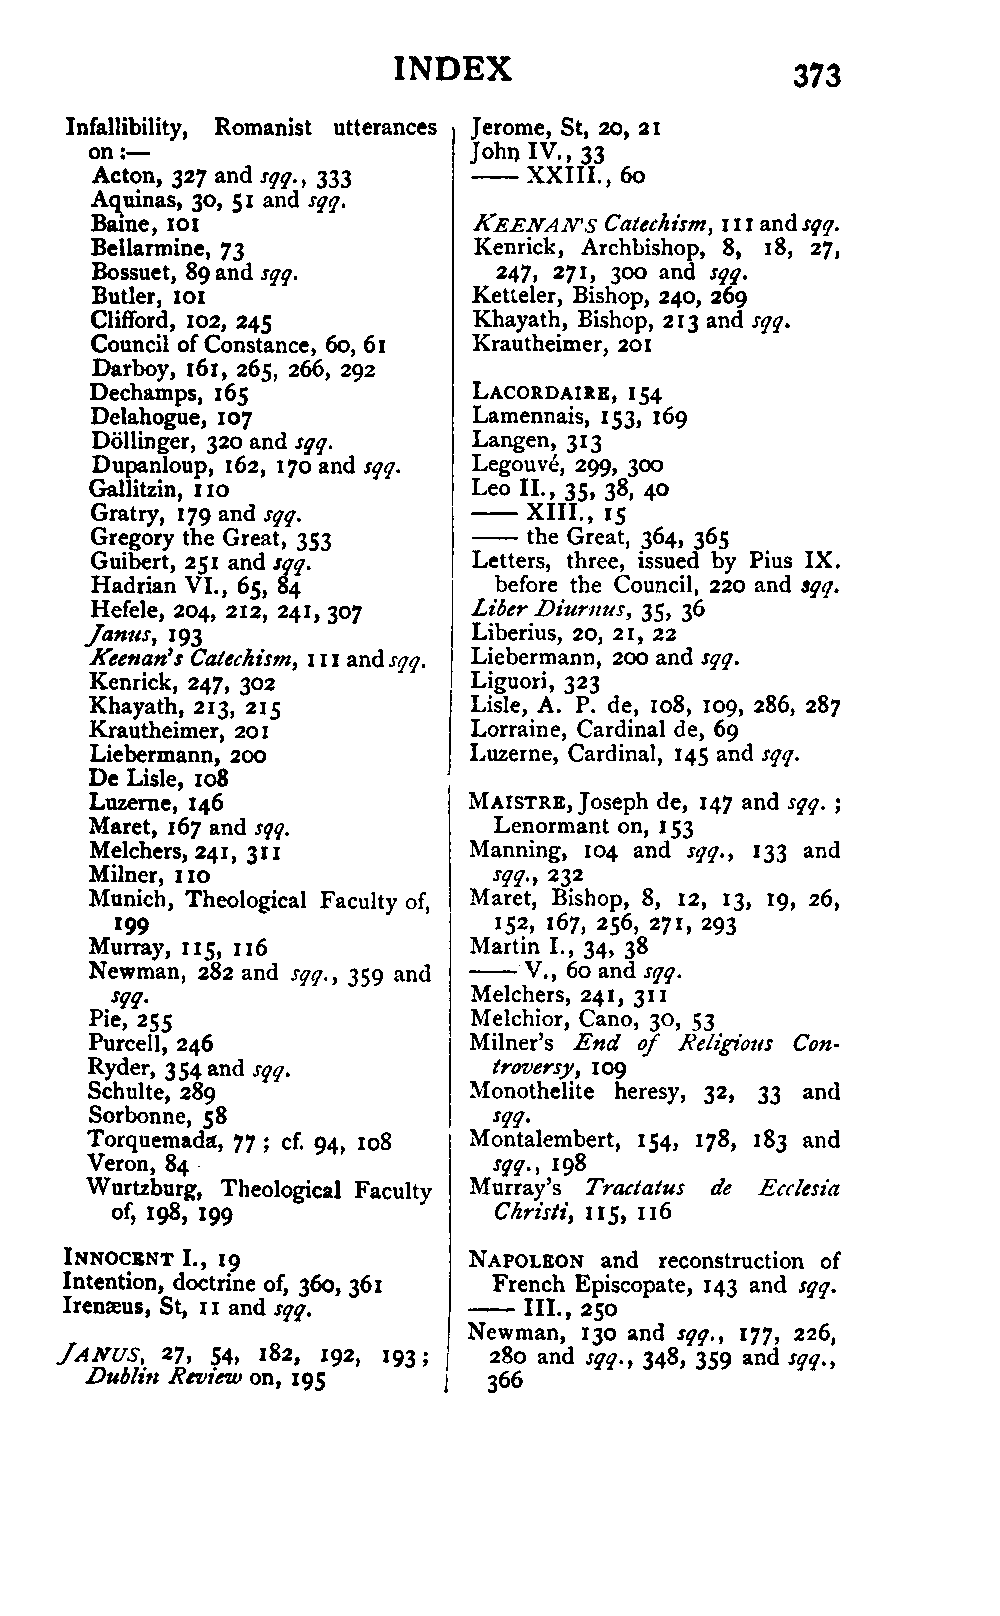 INDEX 373
Infallibility, Romanist utterances
on :—
Acton, 327 and sqq., 333
Aquinas, 30, 51 and sqq.
Baine, 101
Bellarmine, 73
Bossuet, 89 and sqq.
Butler, 101
Clifford, 102, 245
Council of Constance, 60, 61
Darboy, 161, 265, 266, 292
Dechamps, 165
Delahogue, 107
Döllinger, 320 and sqq.
Dupanloup, 162, 170 and sqq.
Gallitzin, 110
Gratry, 179 and sqq.
Gregory the Great, 353
Guibert, 251 and sqq.
Hadrian VI., 65, 84
Hefele, 204, 212, 241, 307
Janus, 193
Keenan's Catechism, 111 and sqq.
Kenrick, 247, 302
Khayath, 213, 215
Krautheimer, 201
Liebermann, 200
De Lisle, 108
Luzerne, 146
Maret, 167 and sqq.
Melchers, 241, 311
Milner, 110
Munich, Theological Faculty of,
199
Murray, 115, 116
Newman, 282 and sqq., 359 and
sqq.
Pie, 255
Purcell, 246
Ryder, 354 and sqq.
Schulte, 289
Sorbonne, 58
Torquemada, 77 ; cf. 94, 108
Veron, 84
Wurtzburg, Theological Faculty
of, 198, 199
INNOCENT I., 19
Intention, doctrine of, 360, 361
Irenæus, St, 11 and sqq.
JANUS, 27, 54, 182, 192, 193 ;
Dublin Review on, 195
Jerome, St, 20, 21
John IV., 33
—— XXIII., 60
KEENAN'S Catechism, 111 and sqq.
Kenrick, Archbishop, 8, 18, 27,
247, 271, 300 and sqq.
Ketteler, Bishop, 240, 269
Khayath, Bishop, 213 and sqq.
Krautheimer, 201
LACORDAIRE, 154
Lamennais, 153, 169
Langen, 313
Legouvé, 299, 300
Leo II., 35, 38, 40
—— XIII., 15
—— the Great, 364, 365
Letters, three, issued by Pius IX.
before the Council, 220 and sqq.
Liber Diurnus, 35, 36
Liberius, 20, 21, 22
Liebermann, 200 and sqq.
Liguori, 323
Lisle, A. P. de, 108, 109, 286, 287
Lorraine, Cardinal de, 69
Luzerne, Cardinal, 145 and sqq.
MAISTRE, Joseph de, 147 and sqq. ;
Lenormant on, 153
Manning, 104 and sqq., 133 and
sqq., 232
Maret, Bishop, 8, 12, 13, 19, 26,
152, 167, 256, 271, 293
Martin I., 34, 38
—— V., 60 and sqq.
Melchers, 241, 311
Melchior, Cano, 30, 53
Milner's End of Religious Con-
troversy, 109
Monothelite heresy, 32, 33 and
sqq.
Montalembert, 154, 178, 183 and
sqq., 198
Murray's Tractatus de Ecclesia
Christi, 115, 116
NAPOLEON and reconstruction of
French Episcopate, 143 and sqq.
—— III., 250
Newman, 130 and sqq., 177, 226,
280 and sqq., 348, 359 and sqq.,
366